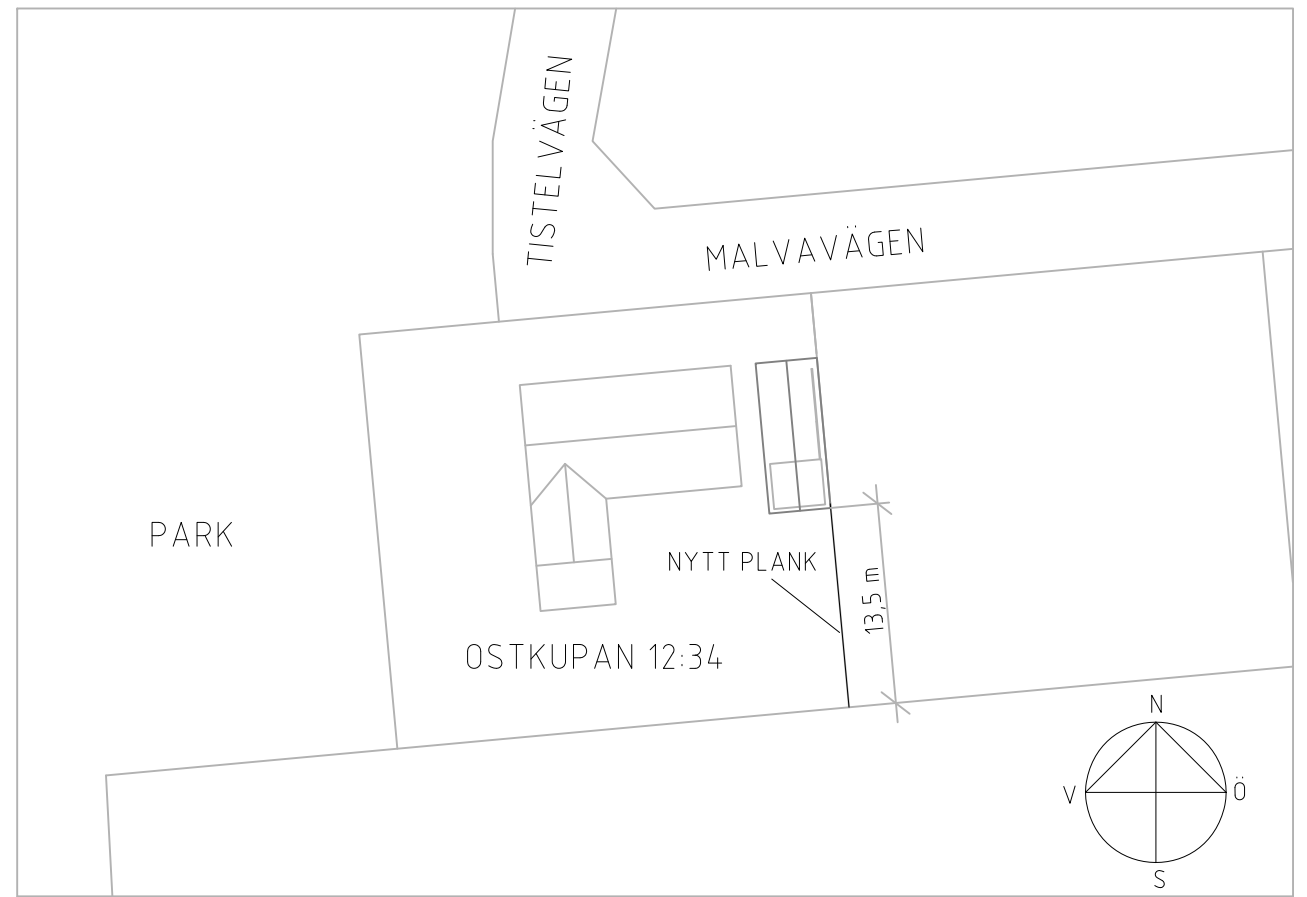 TISTELVÄGEN
MALVAVÄGEN
PARK
NYTT PLANK
13,5 m
OSTKUPAN 12:34
N
V
Ö
S